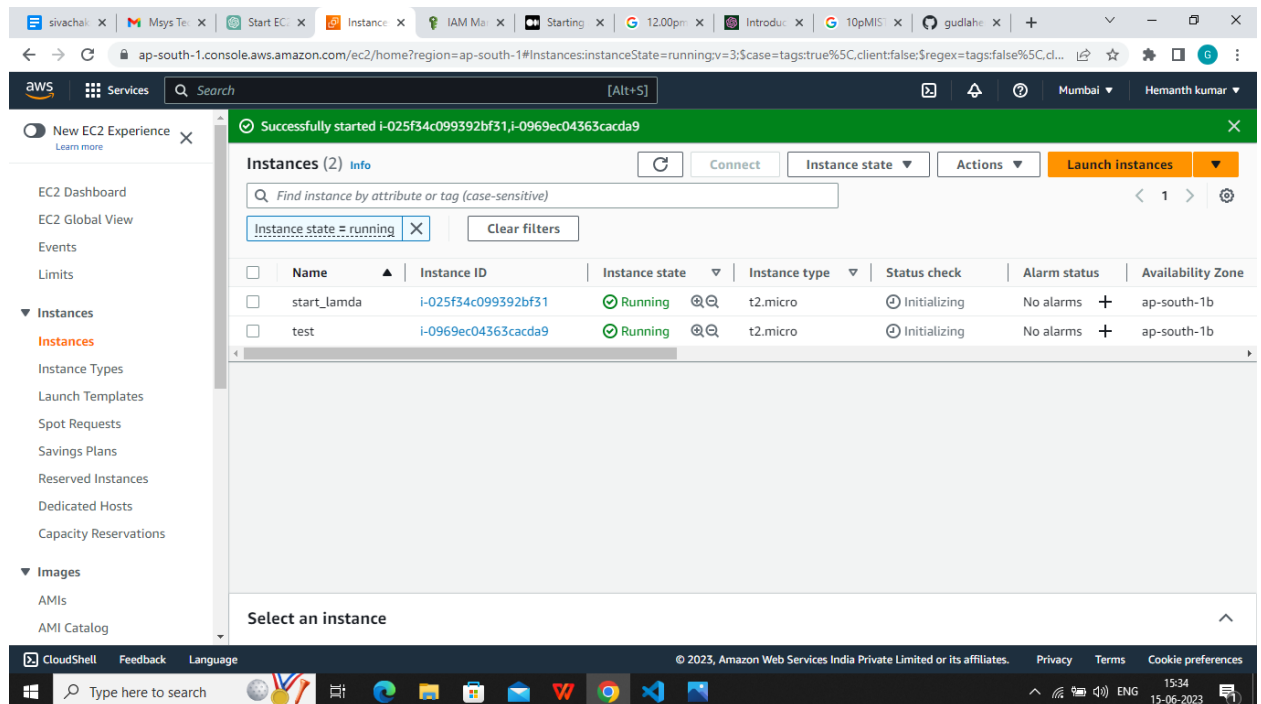 sivachak Msys Tec Start EC2 Instance IAM Mai Starting 12.00pm Introduc 10pMIST gudlahe
ap-south-1.console.aws.amazon.com/ec2/home?region=ap-south-1#Instances:instanceState=running;v=3;$case=tags:true%5C,client:false;$regex=tags:false%5C,cl... G
aws Services Search [Alt+S] Mumbai Hemanth kumar
New EC2 Experience
Learn more
Successfully started i-025f34c099392bf31,i-0969ec04363cacda9
Instances (2) Info Connect Instance state Actions Launch instances
EC2 Dashboard
EC2 Global View
Events
Limits
Instances
Instances
Instance Types
Launch Templates
Spot Requests
Savings Plans
Reserved Instances
Dedicated Hosts
Capacity Reservations
Images
AMIs
AMI Catalog
Find instance by attribute or tag (case-sensitive) 1
Instance state = running Clear filters
Name Instance ID Instance state Instance type Status check Alarm status Availability Zone
start_lamda i-025f34c099392bf31 Running t2.micro Initializing No alarms + ap-south-1b
test i-0969ec04363cacda9 Running t2.micro Initializing No alarms + ap-south-1b
Select an instance
CloudShell Feedback Language © 2023, Amazon Web Services India Private Limited or its affiliates. Privacy Terms Cookie preferences
Type here to search ENG 15:34
15-06-2023